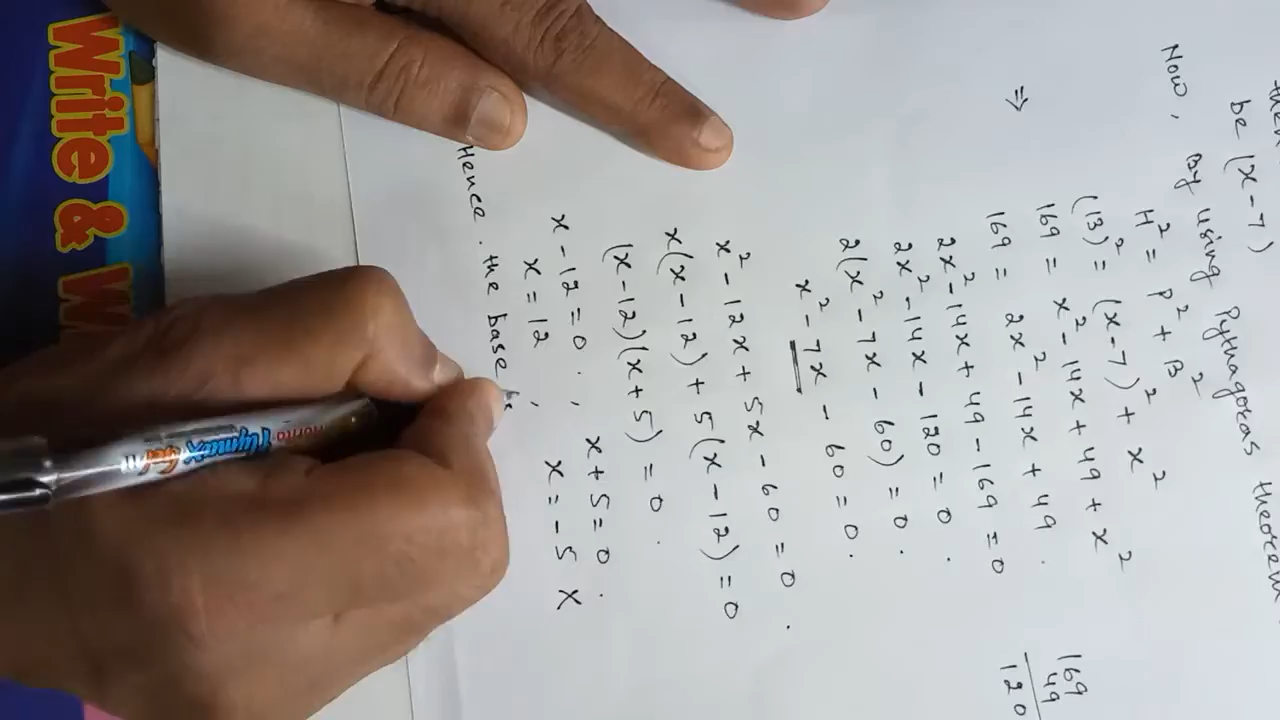 be (x-7)
Now, By using Pythagoras theorem
H² = P² + B²
(13)² = (x-7)² + x²
169 = x² - 14x + 49 + x²
⇒ 169 = 2x² - 14x + 49.
2x² - 14x + 49 - 169 = 0
2x² - 14x - 120 = 0.
2(x² - 7x - 60) = 0.
x² - 7x - 60 = 0.
x² - 12x + 5x - 60 = 0.
x(x-12) + 5(x-12) = 0
(x-12)(x+5) = 0.
x - 12 = 0. , x + 5 = 0.
x = 12 , x = -5 X
Hence. the base
169
49
120
Write & W
Flymax Gel